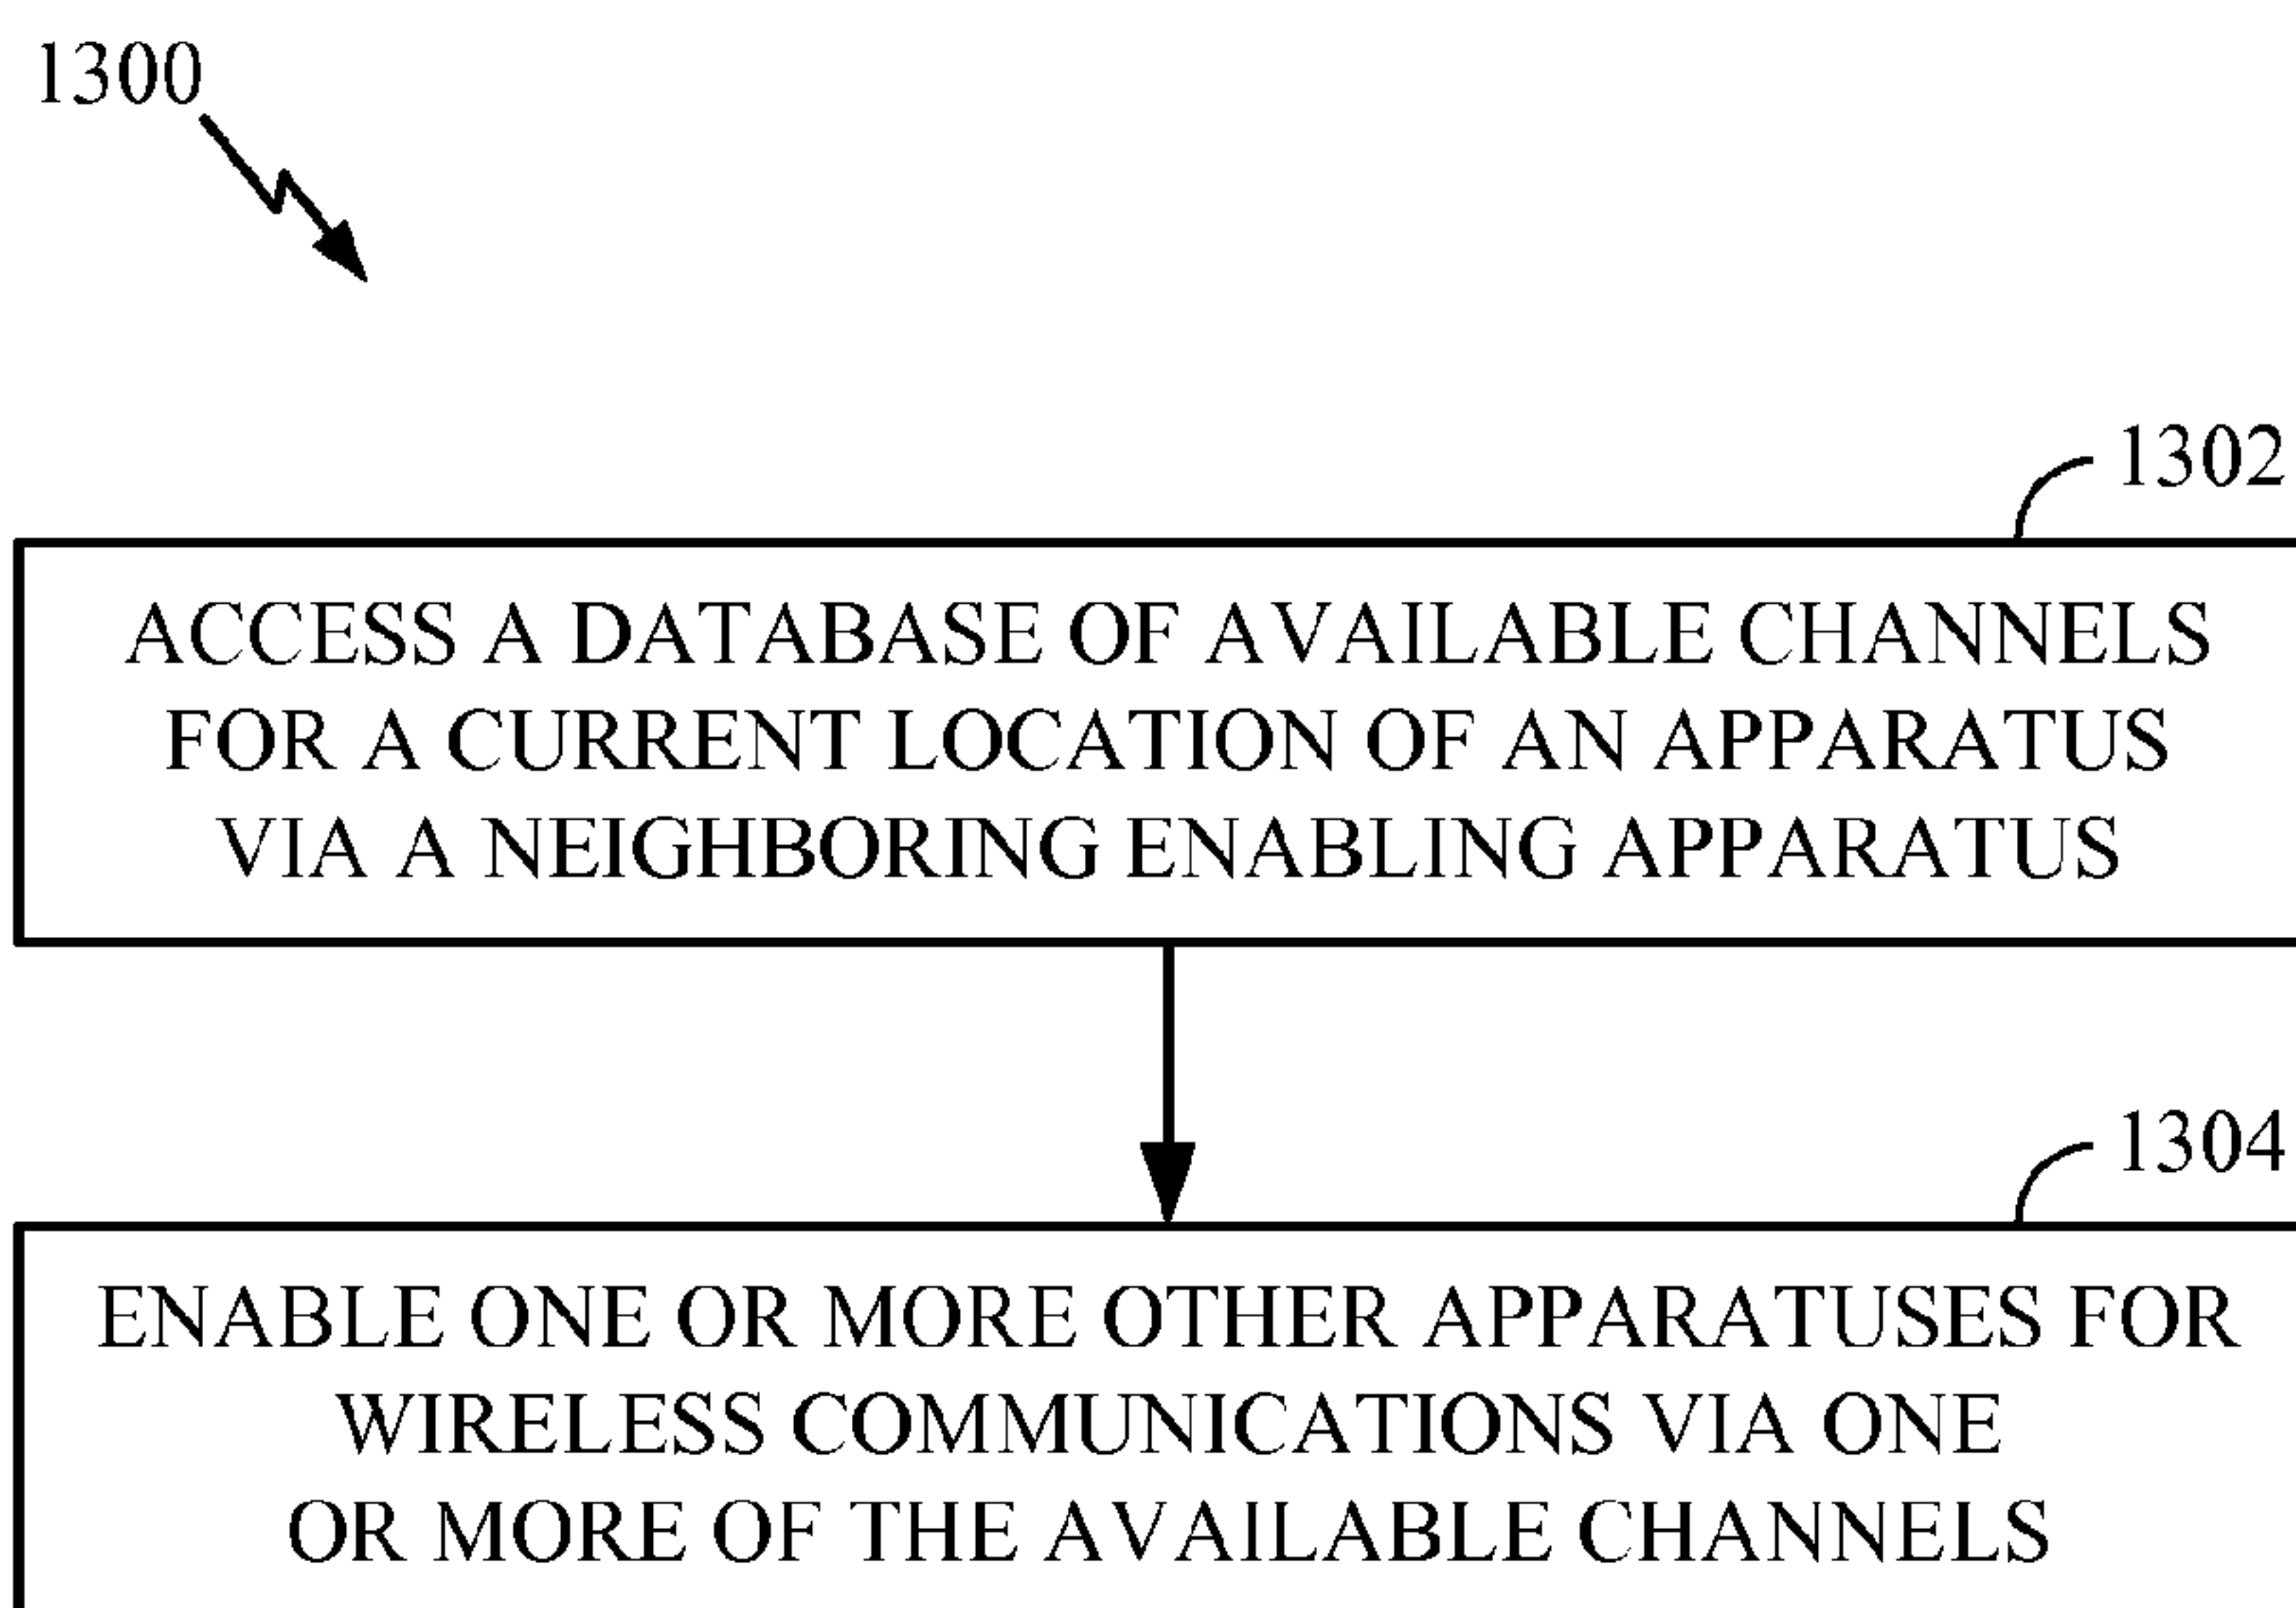 1300
1302
ACCESS A DATABASE OF AVAILABLE CHANNELS
FOR A CURRENT LOCATION OF AN APPARATUS
VIA A NEIGHBORING ENABLING APPARATUS
1304
ENABLE ONE OR MORE OTHER APPARATUSES FOR
WIRELESS COMMUNICATIONS VIA ONE
OR MORE OF THE AVAILABLE CHANNELS